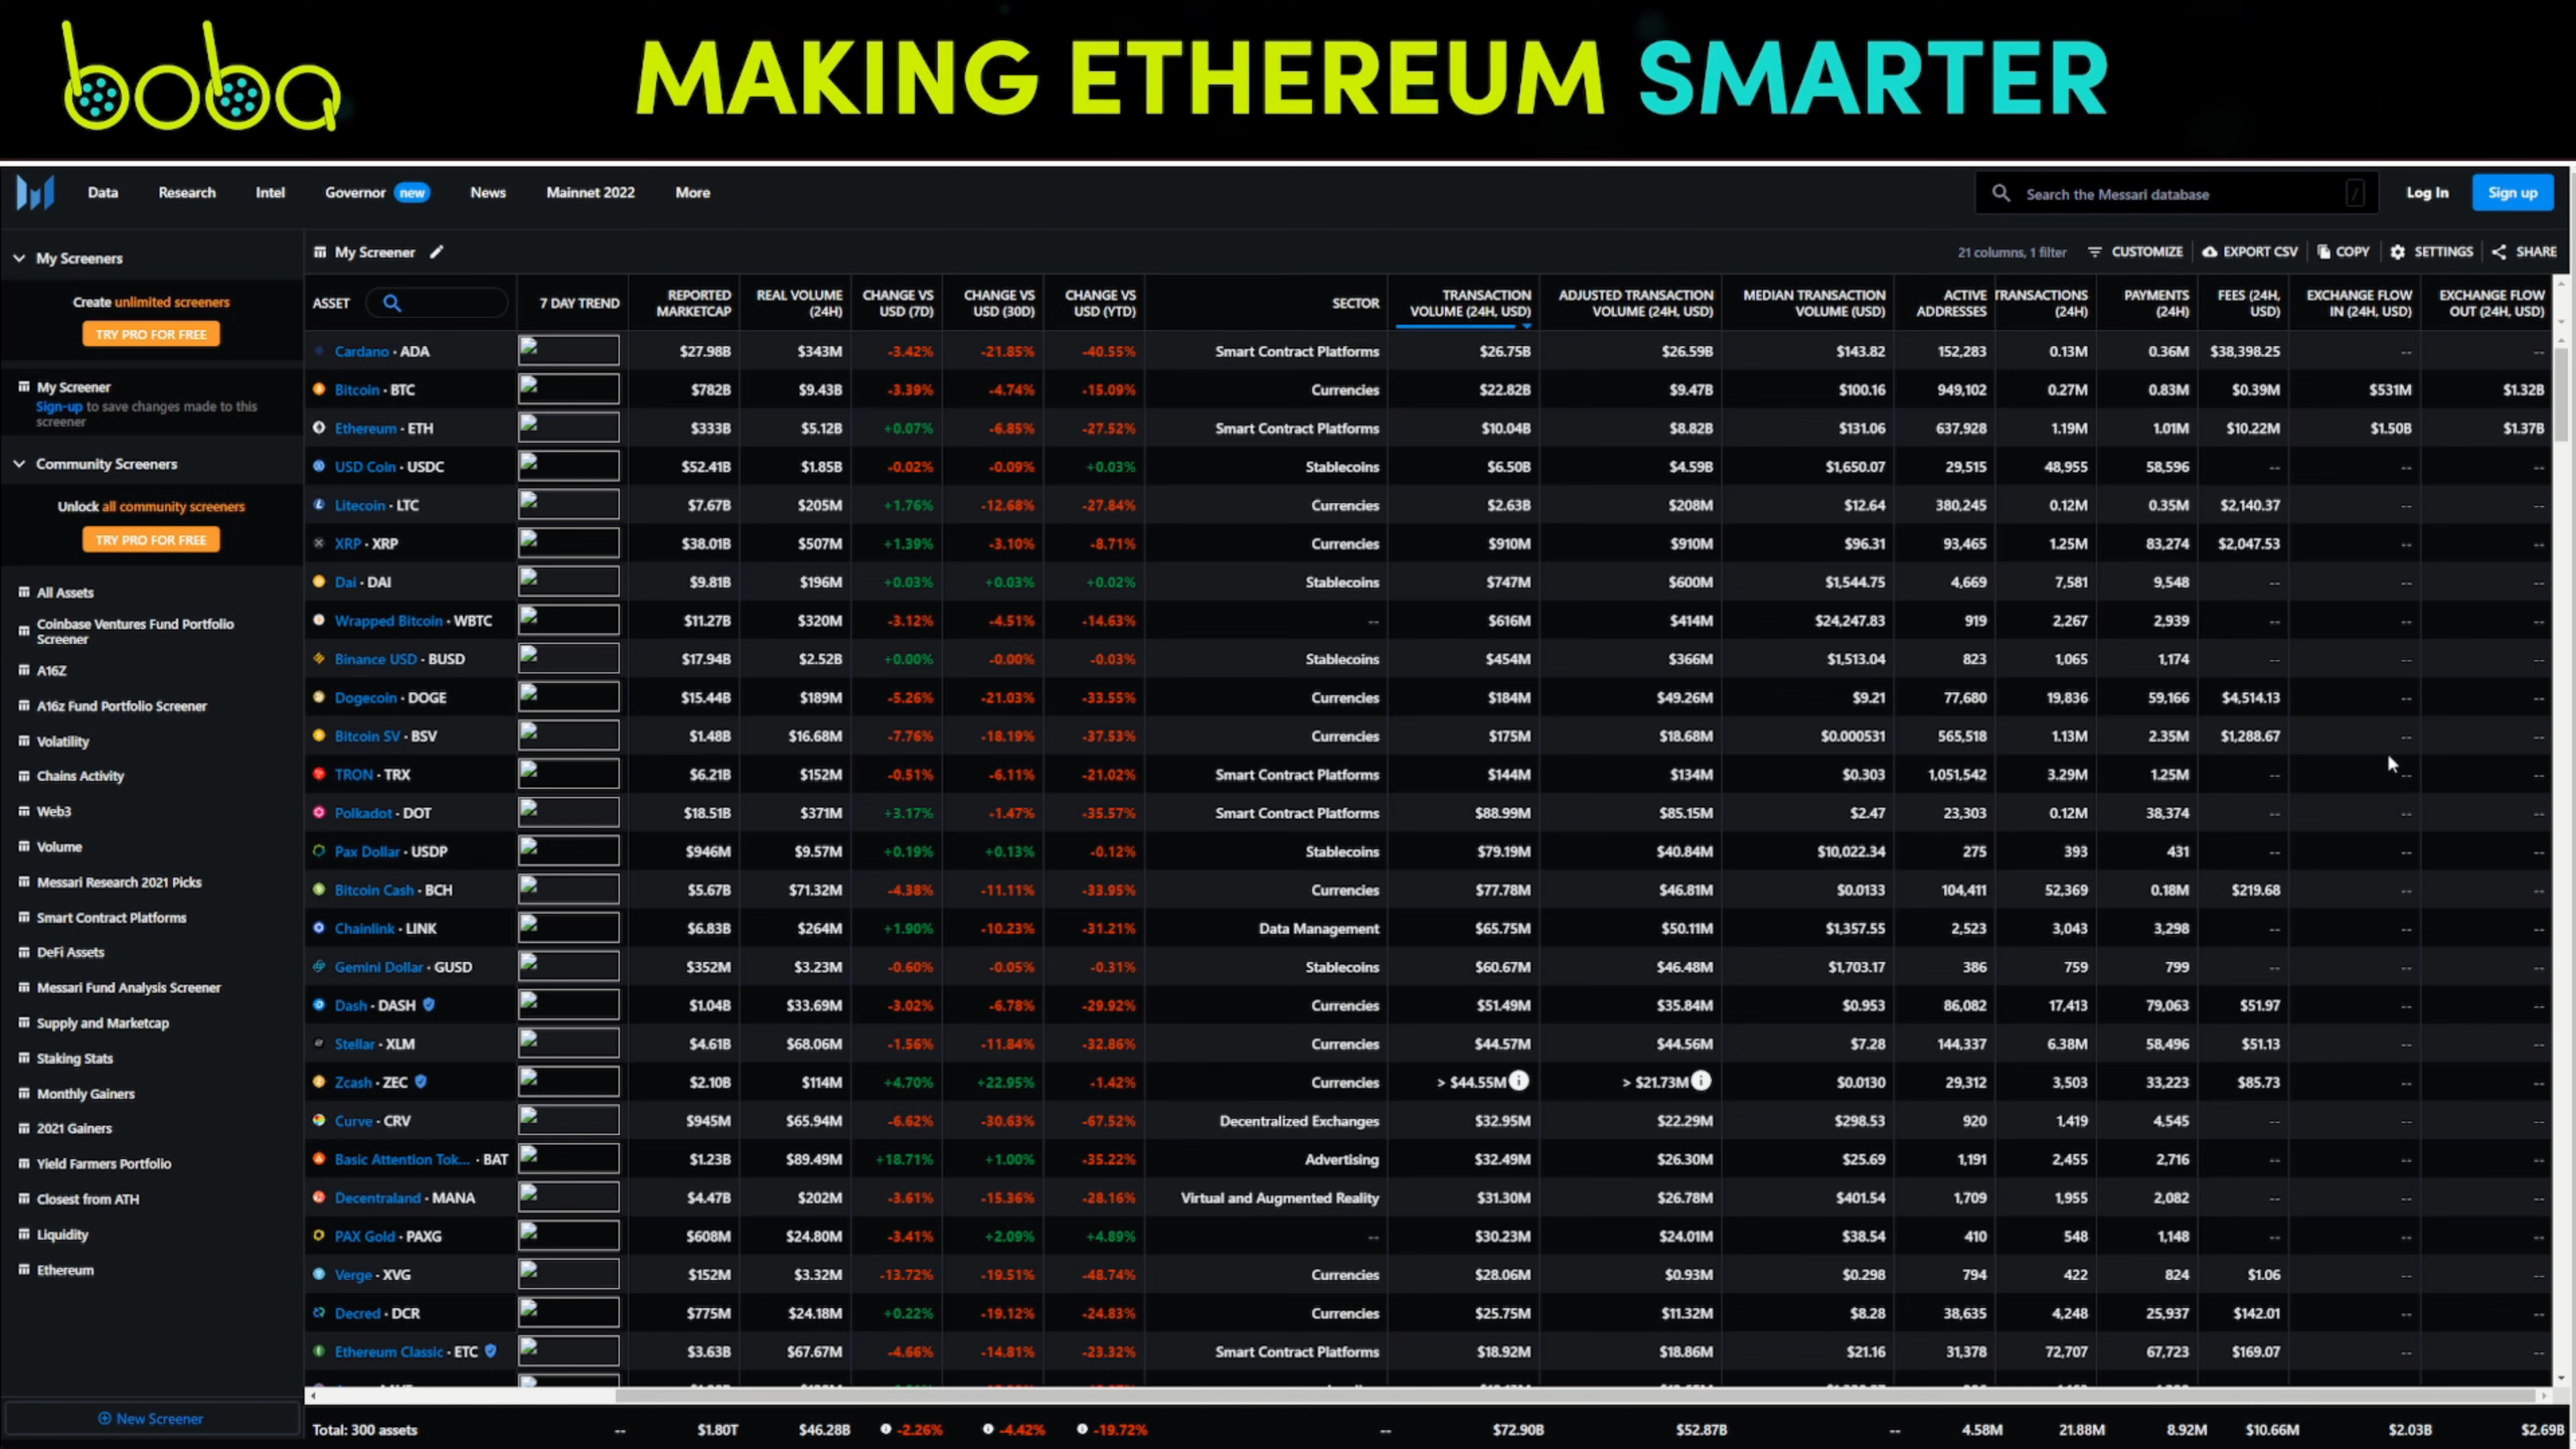 boba
MAKING ETHEREUM SMARTER
Data Research Intel Governor new News Mainnet 2022 More Search the Messari database / Log In Sign up
My Screeners
Create unlimited screeners
TRY PRO FOR FREE
My Screener
Sign-up to save changes made to this
screener
Community Screeners
Unlock all community screeners
TRY PRO FOR FREE
All Assets
Coinbase Ventures Fund Portfolio
Screener
A16Z
A16z Fund Portfolio Screener
Volatility
Chains Activity
Web3
Volume
Messari Research 2021 Picks
Smart Contract Platforms
DeFi Assets
Messari Fund Analysis Screener
Supply and Marketcap
Staking Stats
Monthly Gainers
2021 Gainers
Yield Farmers Portfolio
Closest from ATH
Liquidity
Ethereum
New Screener
My Screener 21 columns, 1 filter CUSTOMIZE EXPORT CSV COPY SETTINGS SHARE
ASSET 7 DAY TREND REPORTED MARKETCAP REAL VOLUME (24H) CHANGE VS USD (7D) CHANGE VS USD (30D) CHANGE VS USD (YTD) SECTOR TRANSACTION VOLUME (24H, USD) ADJUSTED TRANSACTION VOLUME (24H, USD) MEDIAN TRANSACTION VOLUME (USD) ACTIVE ADDRESSES TRANSACTIONS (24H) PAYMENTS (24H) FEES (24H, USD) EXCHANGE FLOW IN (24H, USD) EXCHANGE FLOW OUT (24H, USD)
Cardano · ADA $27.98B $343M -3.42% -21.85% -40.55% Smart Contract Platforms $26.75B $26.59B $143.82 152,283 0.13M 0.36M $38,398.25 -- --
Bitcoin · BTC $782B $9.43B -3.39% -4.74% -15.09% Currencies $22.82B $9.47B $100.16 949,102 0.27M 0.83M $0.39M $531M $1.32B
Ethereum · ETH $333B $5.12B +0.07% -6.85% -27.52% Smart Contract Platforms $10.04B $8.82B $131.06 637,928 1.19M 1.01M $10.22M $1.50B $1.37B
USD Coin · USDC $52.41B $1.85B -0.02% -0.09% +0.03% Stablecoins $6.50B $4.59B $1,650.07 29,515 48,955 58,596 -- -- --
Litecoin · LTC $7.67B $205M +1.76% -12.68% -27.84% Currencies $2.63B $208M $12.64 380,245 0.12M 0.35M $2,140.37 -- --
XRP · XRP $38.01B $507M +1.39% -3.10% -8.71% Currencies $910M $910M $96.31 93,465 1.25M 83,274 $2,047.53 -- --
Dai · DAI $9.81B $196M +0.03% +0.03% +0.02% Stablecoins $747M $600M $1,544.75 4,669 7,581 9,548 -- -- --
Wrapped Bitcoin · WBTC $11.27B $320M -3.12% -4.51% -14.63% -- $616M $414M $24,247.83 919 2,267 2,939 -- -- --
Binance USD · BUSD $17.94B $2.52B +0.00% -0.00% -0.03% Stablecoins $454M $366M $1,513.04 823 1,065 1,174 -- -- --
Dogecoin · DOGE $15.44B $189M -5.26% -21.03% -33.55% Currencies $184M $49.26M $9.21 77,680 19,836 59,166 $4,514.13 -- --
Bitcoin SV · BSV $1.48B $16.68M -7.76% -18.19% -37.53% Currencies $175M $18.68M $0.000531 565,518 1.13M 2.35M $1,288.67 -- --
TRON · TRX $6.21B $152M -0.51% -6.11% -21.02% Smart Contract Platforms $144M $134M $0.303 1,051,542 3.29M 1.25M -- -- --
Polkadot · DOT $18.51B $371M +3.17% -1.47% -35.57% Smart Contract Platforms $88.99M $85.15M $2.47 23,303 0.12M 38,374 -- -- --
Pax Dollar · USDP $946M $9.57M +0.19% +0.13% -0.12% Stablecoins $79.19M $40.84M $10,022.34 275 393 431 -- -- --
Bitcoin Cash · BCH $5.67B $71.32M -4.38% -11.11% -33.95% Currencies $77.78M $46.81M $0.0133 104,411 52,369 0.18M $219.68 -- --
Chainlink · LINK $6.83B $264M +1.90% -10.23% -31.21% Data Management $65.75M $50.11M $1,357.55 2,523 3,043 3,298 -- -- --
Gemini Dollar · GUSD $352M $3.23M -0.60% -0.05% -0.31% Stablecoins $60.67M $46.48M $1,703.17 386 759 799 -- -- --
Dash · DASH $1.04B $33.69M -3.02% -6.78% -29.92% Currencies $51.49M $35.84M $0.953 86,082 17,413 79,063 $51.97 -- --
Stellar · XLM $4.61B $68.06M -1.56% -11.84% -32.86% Currencies $44.57M $44.56M $7.28 144,337 6.38M 58,496 $51.13 -- --
Zcash · ZEC $2.10B $114M +4.70% +22.95% -1.42% Currencies > $44.55M > $21.73M $0.0130 29,312 3,503 33,223 $85.73 -- --
Curve · CRV $945M $65.94M -6.62% -30.63% -67.52% Decentralized Exchanges $32.95M $22.29M $298.53 920 1,419 4,545 -- -- --
Basic Attention Tok... · BAT $1.23B $89.49M +18.71% +1.00% -35.22% Advertising $32.49M $26.30M $25.69 1,191 2,455 2,716 -- -- --
Decentraland · MANA $4.47B $202M -3.61% -15.36% -28.16% Virtual and Augmented Reality $31.30M $26.78M $401.54 1,709 1,955 2,082 -- -- --
PAX Gold · PAXG $608M $24.80M -3.41% +2.09% +4.89% -- $30.23M $24.01M $38.54 410 548 1,148 -- -- --
Verge · XVG $152M $3.32M -13.72% -19.51% -48.74% Currencies $28.06M $0.93M $0.298 794 422 824 $1.06 -- --
Decred · DCR $775M $24.18M +0.22% -19.12% -24.83% Currencies $25.75M $11.32M $8.28 38,635 4,248 25,937 $142.01 -- --
Ethereum Classic · ETC $3.63B $67.67M -4.66% -14.81% -23.32% Smart Contract Platforms $18.92M $18.86M $21.16 31,378 72,707 67,723 $169.07 -- --
Total: 300 assets -- $1.80T $46.28B -2.26% -4.42% -19.72% -- $72.90B $52.87B -- 4.58M 21.88M 8.92M $10.66M $2.03B $2.69B